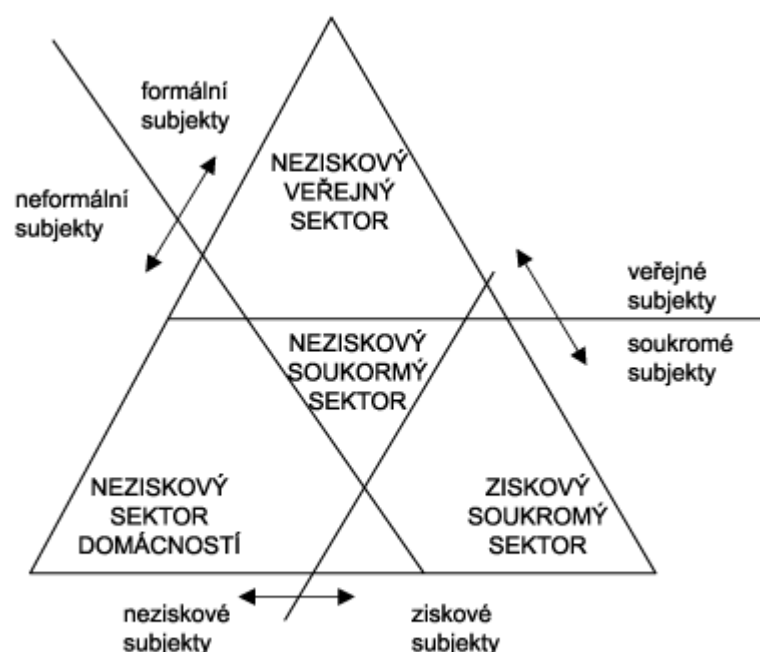 formální
subjekty
neformální
subjekty
NEZISKOVÝ
VEŘEJNÝ
SEKTOR
veřejné
subjekty
soukromé
subjekty
NEZISKOVÝ
SOUKORMÝ
SEKTOR
NEZISKOVÝ
SEKTOR
DOMÁCNOSTÍ
ZISKOVÝ
SOUKROMÝ
SEKTOR
neziskové
subjekty
ziskové
subjekty